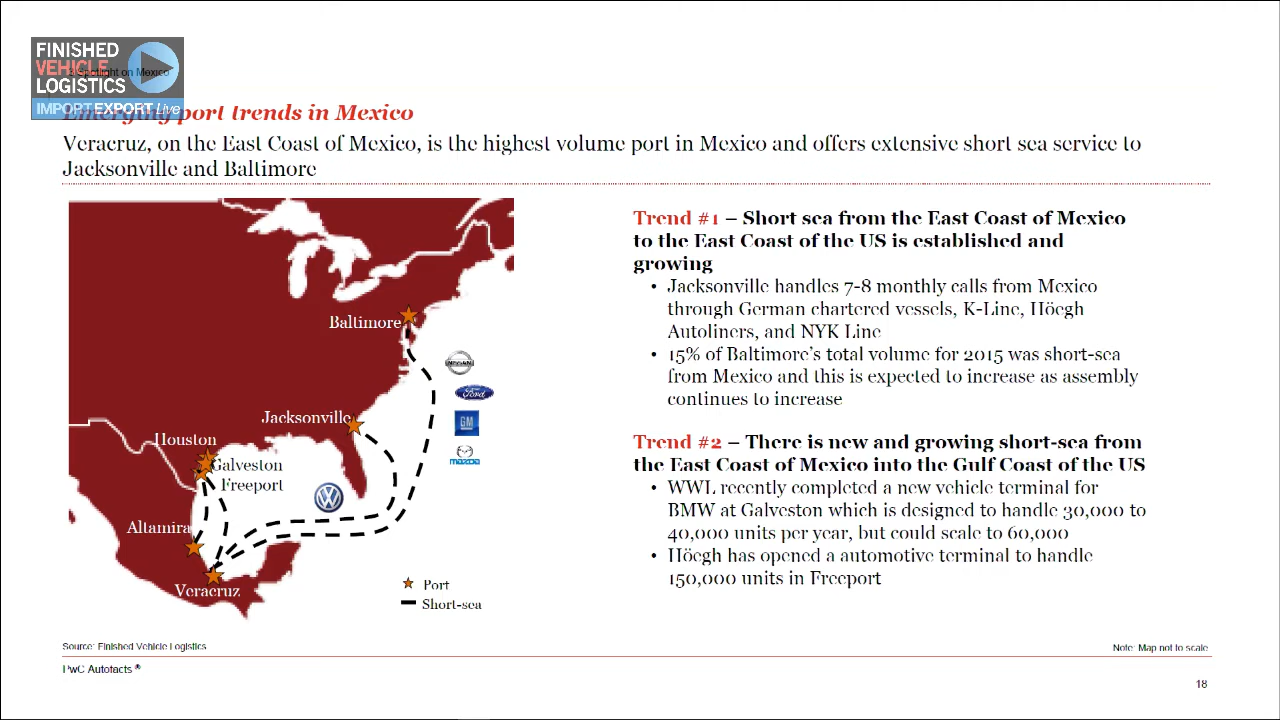 FINISHED
VEHICLE
LOGISTICS
IMPORT EXPORT Live
Spotlight on Mexico
Emerging port trends in Mexico
Veracruz, on the East Coast of Mexico, is the highest volume port in Mexico and offers extensive short sea service to
Jacksonville and Baltimore
Baltimore
NISSAN
Ford
GM
mazda
Jacksonville
Houston
Galveston
Freeport
VW
Altamira
Veracruz
Port
Short-sea
Trend #1 – Short sea from the East Coast of Mexico
to the East Coast of the US is established and
growing
• Jacksonville handles 7-8 monthly calls from Mexico
through German chartered vessels, K-Line, Höegh
Autoliners, and NYK Line
• 15% of Baltimore's total volume for 2015 was short-sea
from Mexico and this is expected to increase as assembly
continues to increase
Trend #2 – There is new and growing short-sea from
the East Coast of Mexico into the Gulf Coast of the US
• WWL recently completed a new vehicle terminal for
BMW at Galveston which is designed to handle 30,000 to
40,000 units per year, but could scale to 60,000
• Höegh has opened a automotive terminal to handle
150,000 units in Freeport
Source: Finished Vehicle Logistics
Note: Map not to scale
PwC Autofacts ®
18